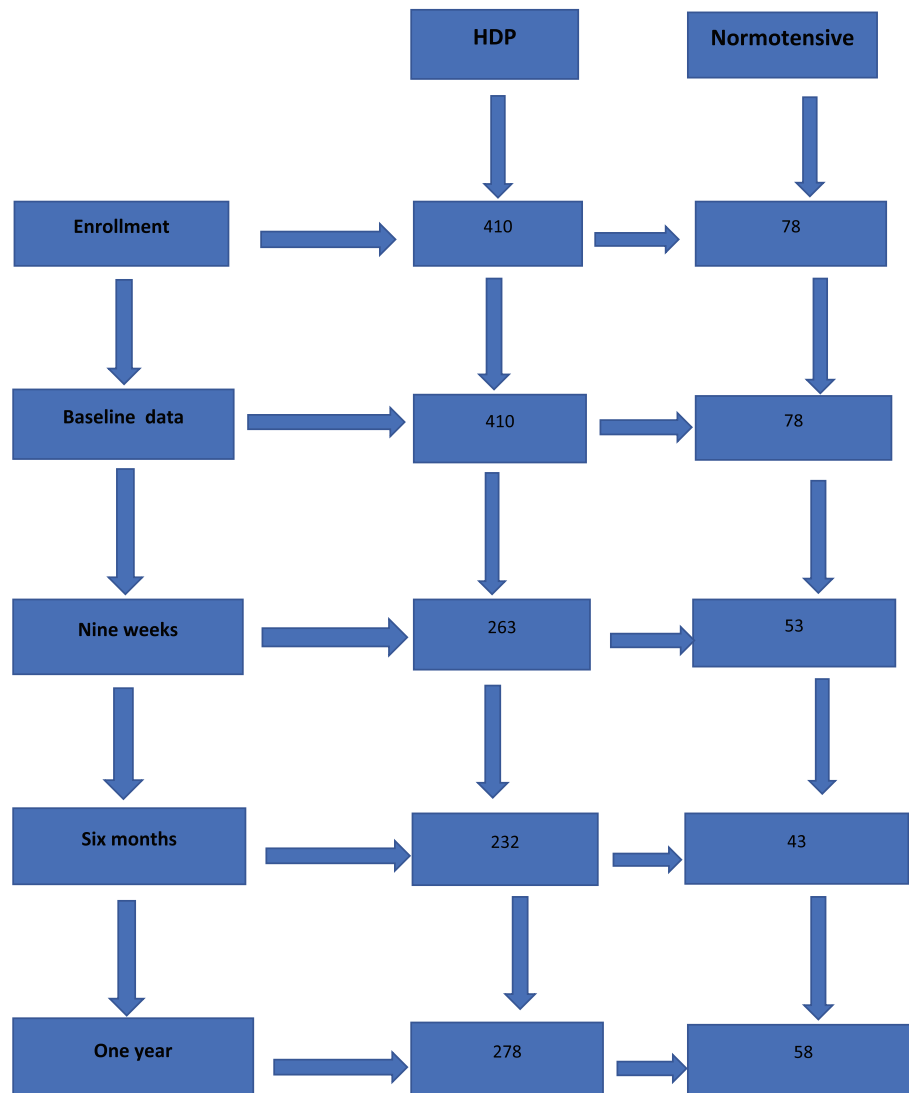 HDP
Normotensive
Enrollment
410
78
Baseline data
410
78
Nine weeks
263
53
Six months
232
43
One year
278
58